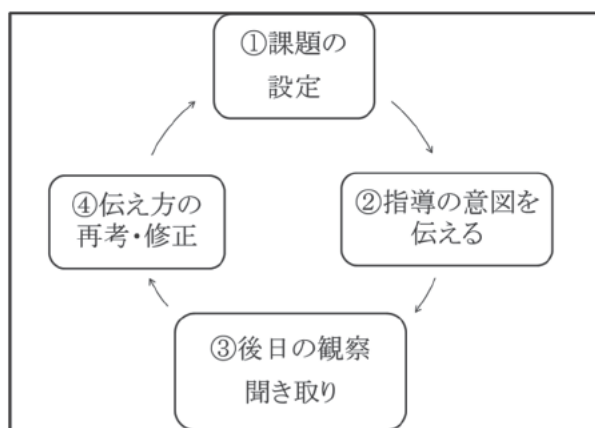 ①課題の
設定
②指導の意図を
伝える
③後日の観察
聞き取り
④伝え方の
再考・修正